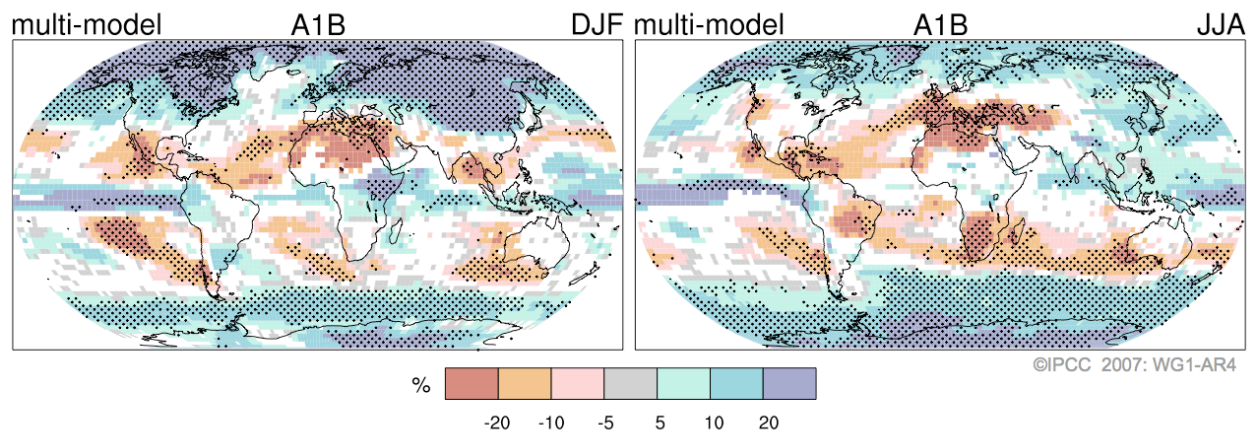 multi-model A1B DJF
multi-model A1B JJA
©IPCC 2007: WG1-AR4
%
-20 -10 -5 5 10 20